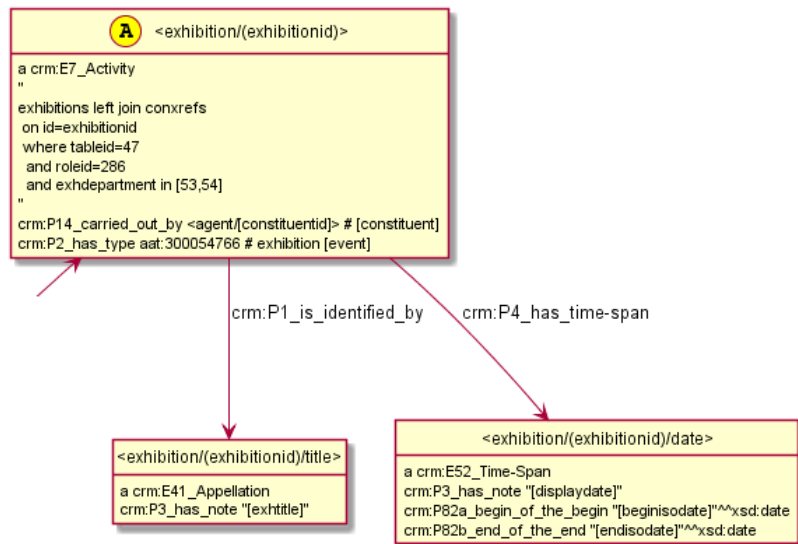 A <exhibition/(exhibitionid)>
a crm:E7_Activity
"
exhibitions left join conxrefs
on id=exhibitionid
where tableid=47
and roleid=286
and exhdepartment in [53,54]
"
crm:P14_carried_out_by <agent/[constituentid]> # [constituent]
crm:P2_has_type aat:300054766 # exhibition [event]
crm:P1_is_identified_by
crm:P4_has_time-span
<exhibition/(exhibitionid)/title>
a crm:E41_Appellation
crm:P3_has_note "[exhtitle]"
<exhibition/(exhibitionid)/date>
a crm:E52_Time-Span
crm:P3_has_note "[displaydate]"
crm:P82a_begin_of_the_begin "[beginisodate]"^^xsd:date
crm:P82b_end_of_the_end "[endisodate]"^^xsd:date